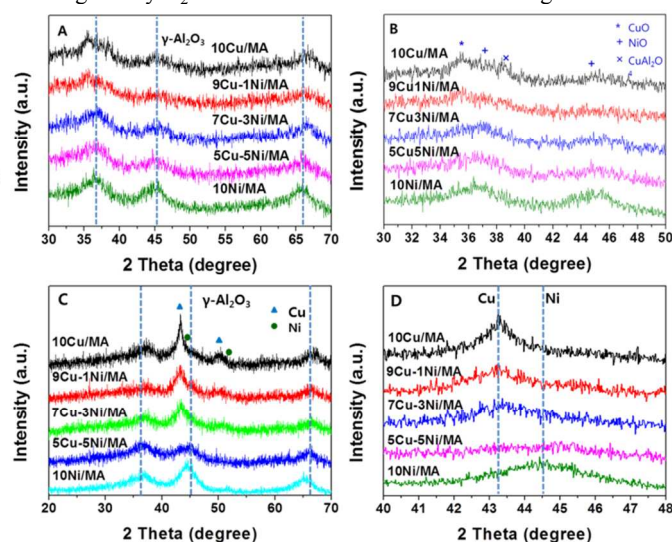 A
γ-Al₂O₃
10Cu/MA
9Cu-1Ni/MA
7Cu-3Ni/MA
5Cu-5Ni/MA
10Ni/MA
Intensity (a.u.)
30 35 40 45 50 55 60 65 70
2 Theta (degree)
B
* CuO
+ NiO
× CuAl₂O
4
10Cu/MA
9Cu1Ni/MA
7Cu3Ni/MA
5Cu5Ni/MA
10Ni/MA
Intensity (a.u.)
30 32 34 36 38 40 42 44 46 48 50
2 Theta (degree)
C
γ-Al₂O₃
▲ Cu
● Ni
10Cu/MA
9Cu-1Ni/MA
7Cu-3Ni/MA
5Cu-5Ni/MA
10Ni/MA
Intensity (a.u.)
20 30 40 50 60 70
2 Theta (degree)
D
Cu
Ni
10Cu/MA
9Cu-1Ni/MA
7Cu-3Ni/MA
5Cu-5Ni/MA
10Ni/MA
Intensity (a.u.)
40 41 42 43 44 45 46 47 48
2 Theta (degree)